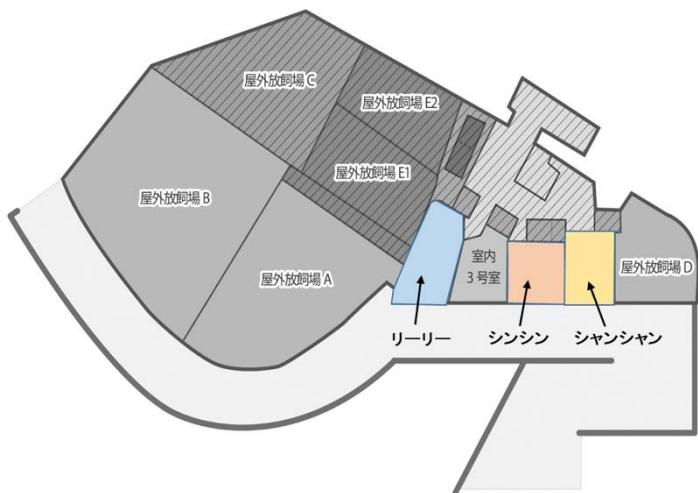 屋外放飼場 C
屋外放飼場 E2
屋外放飼場 E1
屋外放飼場 B
屋外放飼場 A
室内
3号室
屋外放飼場 D
リーリー
シンシン
シャンシャン